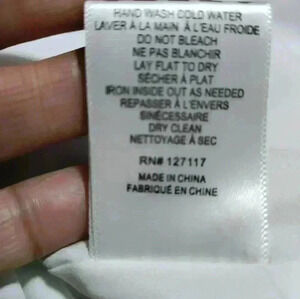 HAND WASH COLD WATER
LAVER À LA MAIN À L'EAU FROIDE
DO NOT BLEACH
NE PAS BLANCHIR
LAY FLAT TO DRY
SÉCHER À PLAT
IRON INSIDE OUT AS NEEDED
REPASSER À L'ENVERS
SINÉCESSAIRE
DRY CLEAN
NETTOYAGE À SEC
RN# 127117
MADE IN CHINA
FABRIQUÉ EN CHINE